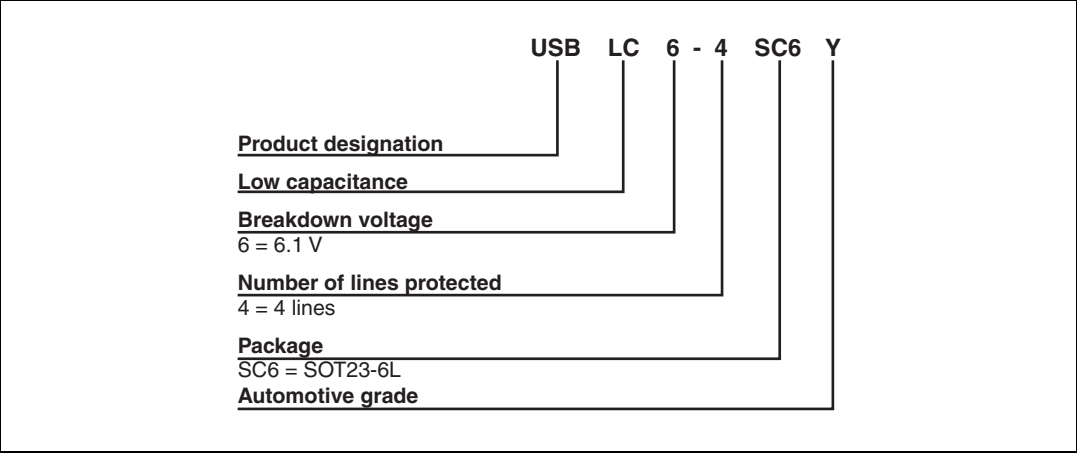 USB LC 6 - 4 SC6 Y
Product designation
Low capacitance
Breakdown voltage
6 = 6.1 V
Number of lines protected
4 = 4 lines
Package
SC6 = SOT23-6L
Automotive grade